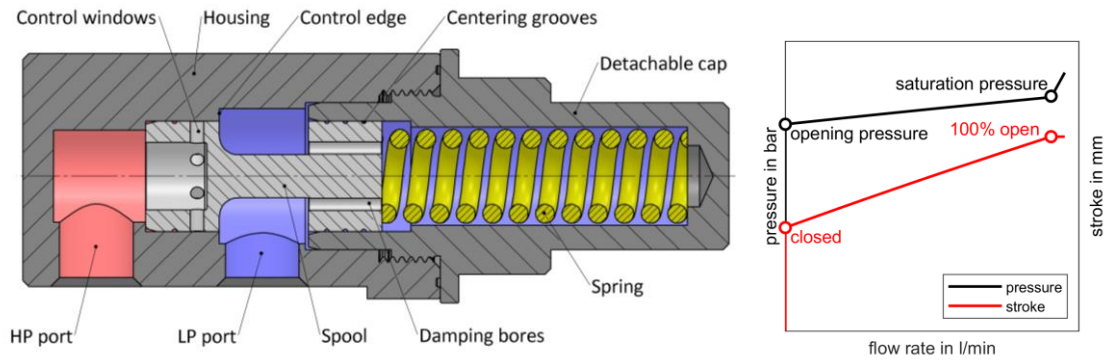 Control windows
Housing
Control edge
Centering grooves
Detachable cap
HP port
LP port
Spool
Damping bores
Spring
pressure in bar
saturation pressure
opening pressure
100% open
closed
stroke in mm
pressure
stroke
flow rate in l/min